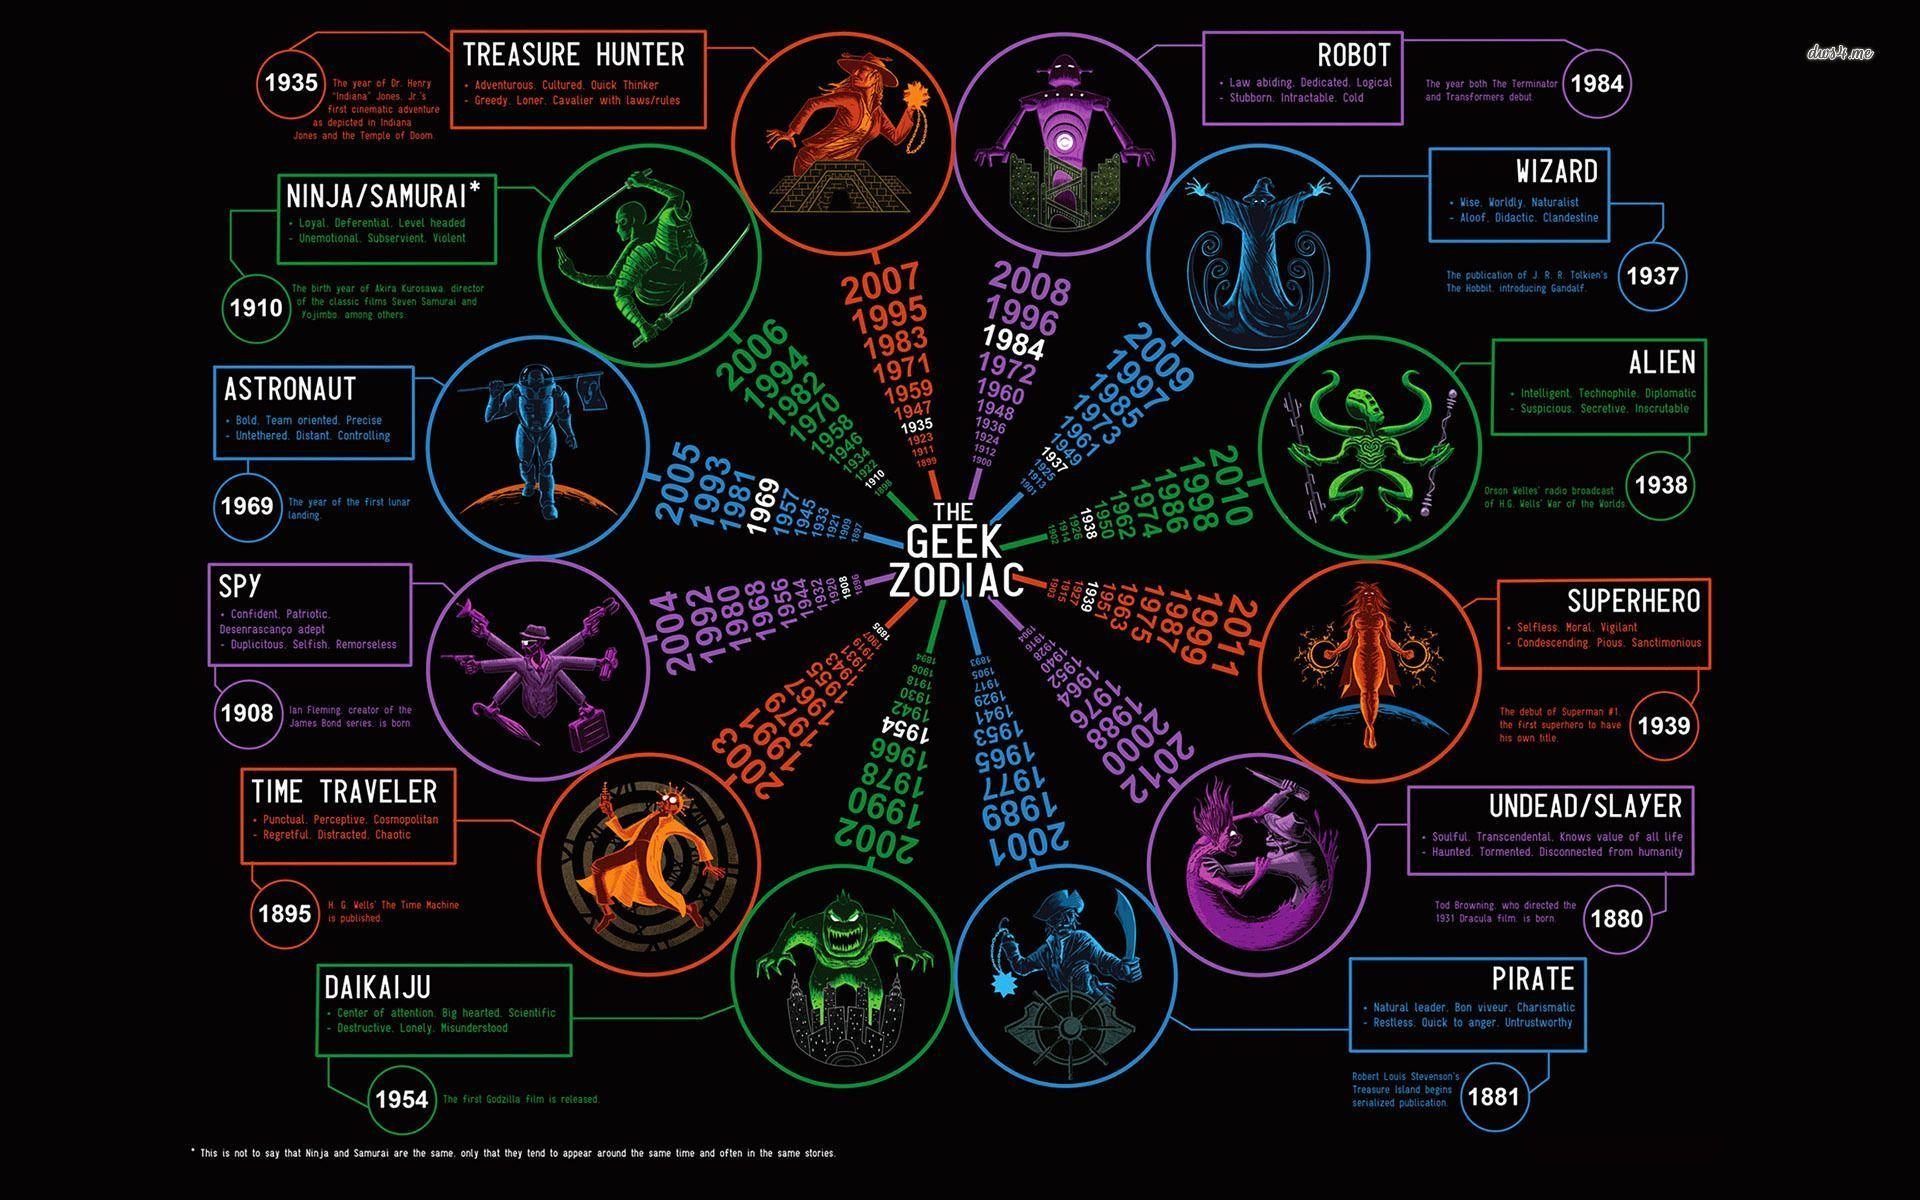 dws4.me
THE
GEEK
ZODIAC
TREASURE HUNTER
+ Adventurous. Cultured. Quick Thinker
- Greedy. Loner. Cavalier with laws/rules
1935
The year of Dr. Henry
"Indiana" Jones, Jr.'s
first cinematic adventure
as depicted in Indiana
Jones and the Temple of Doom.
2007
1995
1983
1971
1959
1947
1935
1923
1911
1899
ROBOT
+ Law abiding. Dedicated. Logical
- Stubborn. Intractable. Cold
The year both The Terminator
and Transformers debut.
1984
2008
1996
1984
1972
1960
1948
1936
1924
1912
1900
WIZARD
+ Wise. Worldly. Naturalist
- Aloof. Didactic. Clandestine
The publication of J. R. R. Tolkien's
The Hobbit, introducing Gandalf.
1937
2009
1997
1985
1973
1961
1949
1937
1925
1913
1901
ALIEN
+ Intelligent. Technophile. Diplomatic
- Suspicious. Secretive. Inscrutable
Orson Welles' radio broadcast
of H.G. Wells' War of the Worlds.
1938
2010
1998
1986
1974
1962
1950
1938
1926
1914
1902
SUPERHERO
+ Selfless. Moral. Vigilant
- Condescending. Pious. Sanctimonious
The debut of Superman #1,
the first superhero to have
his own title.
1939
2011
1999
1987
1975
1963
1951
1939
1927
1915
1903
UNDEAD/SLAYER
+ Soulful. Transcendental. Knows value of all life
- Haunted. Tormented. Disconnected from humanity
Tod Browning, who directed the
1931 Dracula film, is born.
1880
2012
2000
1988
1976
1964
1952
1940
1928
1916
1904
PIRATE
+ Natural leader. Bon viveur. Charismatic
- Restless. Quick to anger. Untrustworthy
Robert Louis Stevenson's
Treasure Island begins
serialized publication.
1881
2001
1989
1977
1965
1953
1941
1929
1917
1905
1893
DAIKAIJU
+ Center of attention. Big hearted. Scientific
- Destructive. Lonely. Misunderstood
1954
The first Godzilla film is released.
2002
1990
1978
1966
1954
1942
1930
1918
1906
1894
TIME TRAVELER
+ Punctual. Perceptive. Cosmopolitan
- Regretful. Distracted. Chaotic
1895
H. G. Wells' The Time Machine
is published.
2003
1991
1979
1967
1955
1943
1931
1919
1907
1895
SPY
+ Confident. Patriotic.
Desenrascanço adept
- Duplicitous. Selfish. Remorseless
1908
Ian Fleming, creator of the
James Bond series, is born.
2004
1992
1980
1968
1956
1944
1932
1920
1908
1896
ASTRONAUT
+ Bold. Team oriented. Precise
- Untethered. Distant. Controlling
1969
The year of the first lunar
landing.
2005
1993
1981
1969
1957
1945
1933
1921
1909
1897
NINJA/SAMURAI*
+ Loyal. Deferential. Level headed
- Unemotional. Subservient. Violent
1910
The birth year of Akira Kurosawa, director
of the classic films Seven Samurai and
Yojimbo, among others.
2006
1994
1982
1970
1958
1946
1934
1922
1910
1898
* This is not to say that Ninja and Samurai are the same, only that they tend to appear around the same time and often in the same stories.